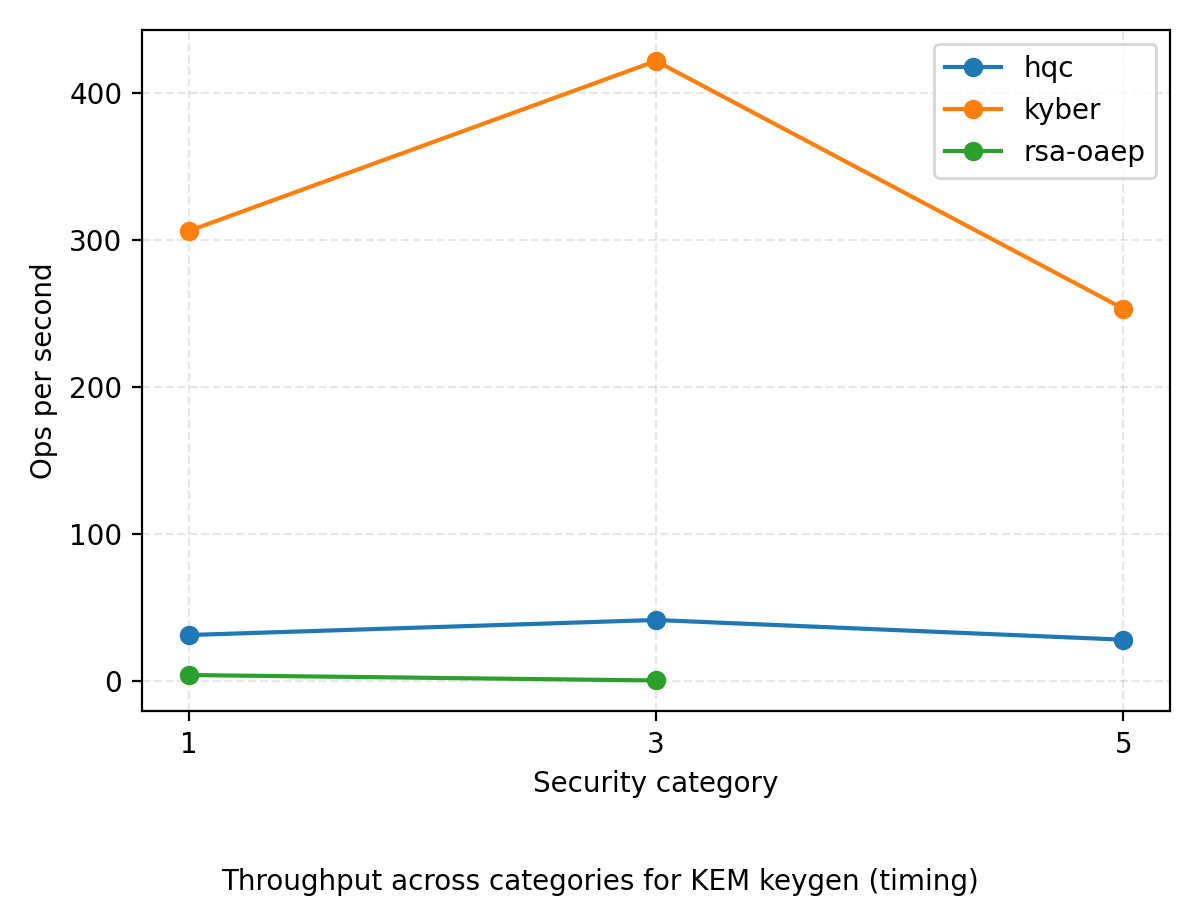 hqc
kyber
rsa-oaep
400
300
200
100
0
Ops per second
1 3 5
Security category
Throughput across categories for KEM keygen (timing)